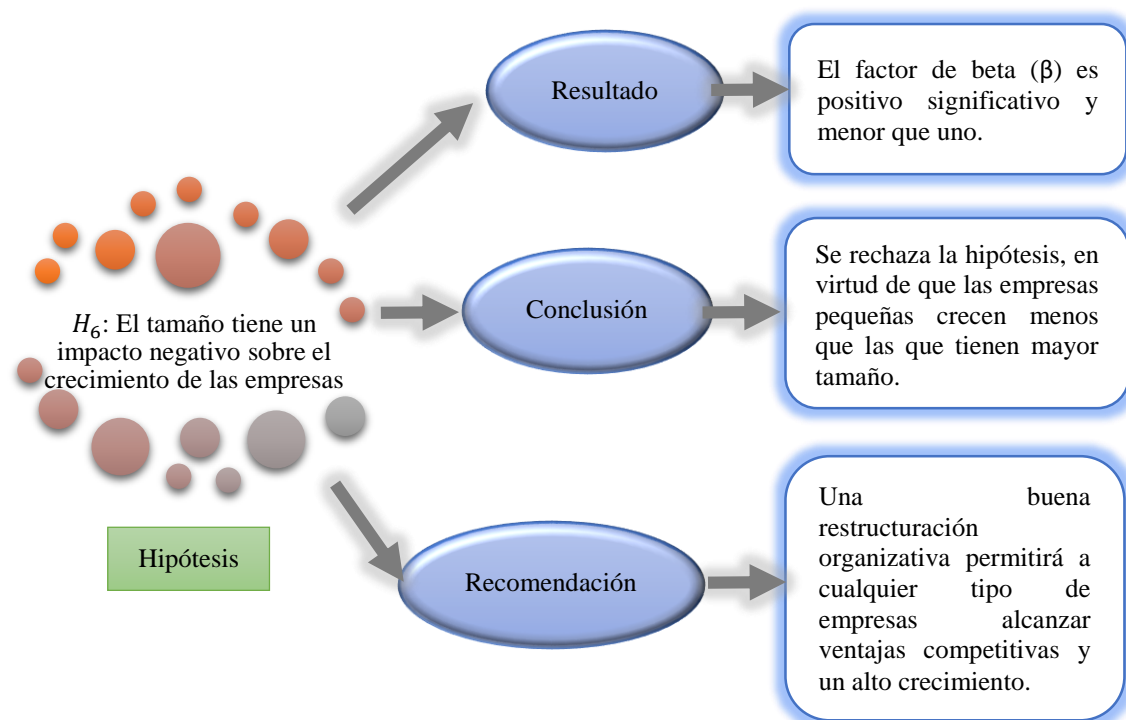 H₆: El tamaño tiene un
impacto negativo sobre el
crecimiento de las empresas
Hipótesis
Resultado
El factor de beta (β) es
positivo significativo y
menor que uno.
Conclusión
Se rechaza la hipótesis, en
virtud de que las empresas
pequeñas crecen menos
que las que tienen mayor
tamaño.
Recomendación
Una buena
restructuración
organizativa permitirá a
cualquier tipo de
empresas alcanzar
ventajas competitivas y
un alto crecimiento.